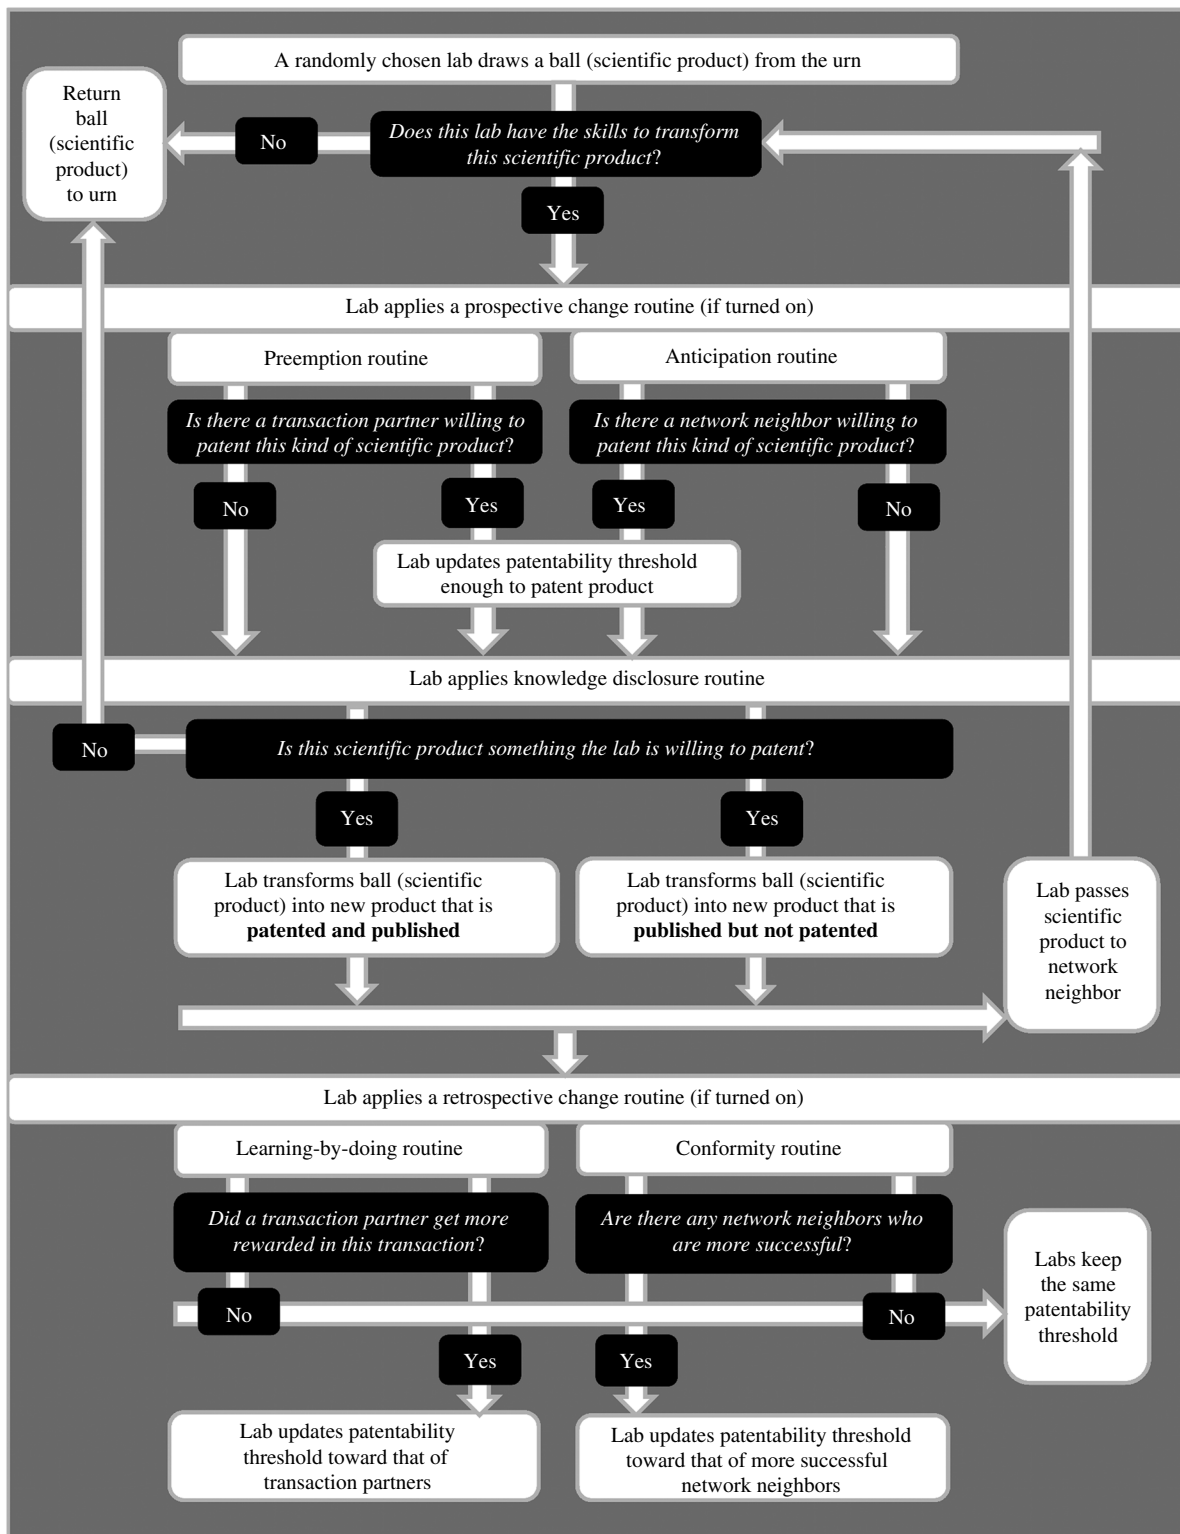 A randomly chosen lab draws a ball (scientific product) from the urn
Return
ball
(scientific
product)
to urn
No
Does this lab have the skills to transform
this scientific product?
Yes
Lab applies a prospective change routine (if turned on)
Preemption routine
Anticipation routine
Is there a transaction partner willing to
patent this kind of scientific product?
Is there a network neighbor willing to
patent this kind of scientific product?
No
Yes
Yes
No
Lab updates patentability threshold
enough to patent product
Lab applies knowledge disclosure routine
No
Is this scientific product something the lab is willing to patent?
Yes
Yes
Lab transforms ball (scientific
product) into new product that is
patented and published
Lab transforms ball (scientific
product) into new product that is
published but not patented
Lab passes
scientific
product to
network
neighbor
Lab applies a retrospective change routine (if turned on)
Learning-by-doing routine
Conformity routine
Did a transaction partner get more
rewarded in this transaction?
Are there any network neighbors who
are more successful?
No
No
Labs keep
the same
patentability
threshold
Yes
Yes
Lab updates patentability
threshold toward that of
transaction partners
Lab updates patentability threshold
toward that of more successful
network neighbors